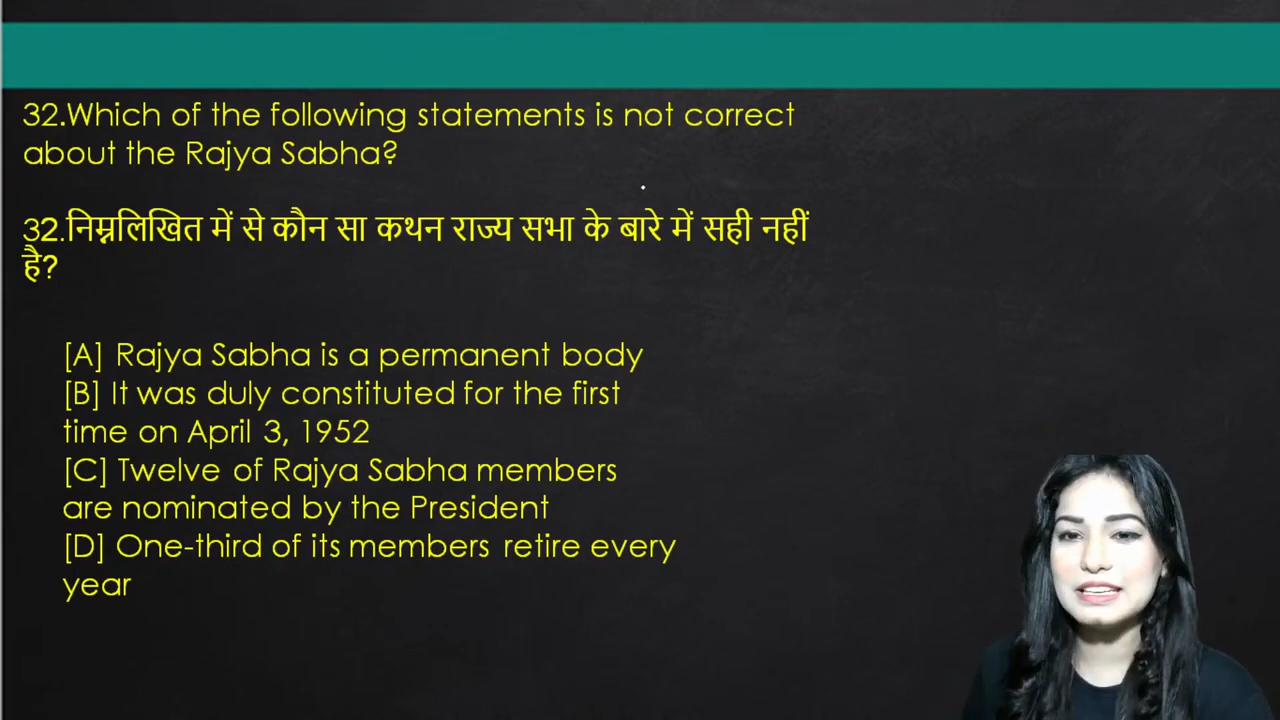 32.Which of the following statements is not correct
about the Rajya Sabha?
32.निम्नलिखित में से कौन सा कथन राज्य सभा के बारे में सही नहीं
है?
[A] Rajya Sabha is a permanent body
[B] It was duly constituted for the first
time on April 3, 1952
[C] Twelve of Rajya Sabha members
are nominated by the President
[D] One-third of its members retire every
year